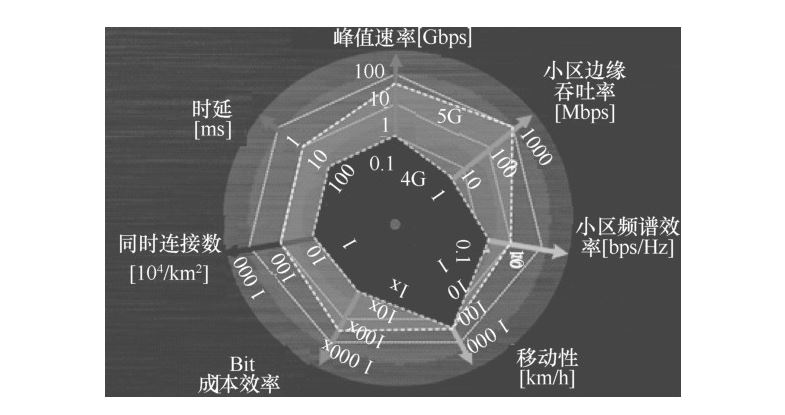 峰值速率[Gbps]
100
10
1
0.1
小区边缘
吞吐率
[Mbps]
1000
100
10
1
5G
4G
小区频谱效
率[bps/Hz]
10
1
0.1
移动性
[km/h]
1 000
100
10
1
Bit
成本效率
1 000x
100x
10x
1x
同时连接数
[10⁴/km²]
1 000
100
10
1
时延
[ms]
1
10
100